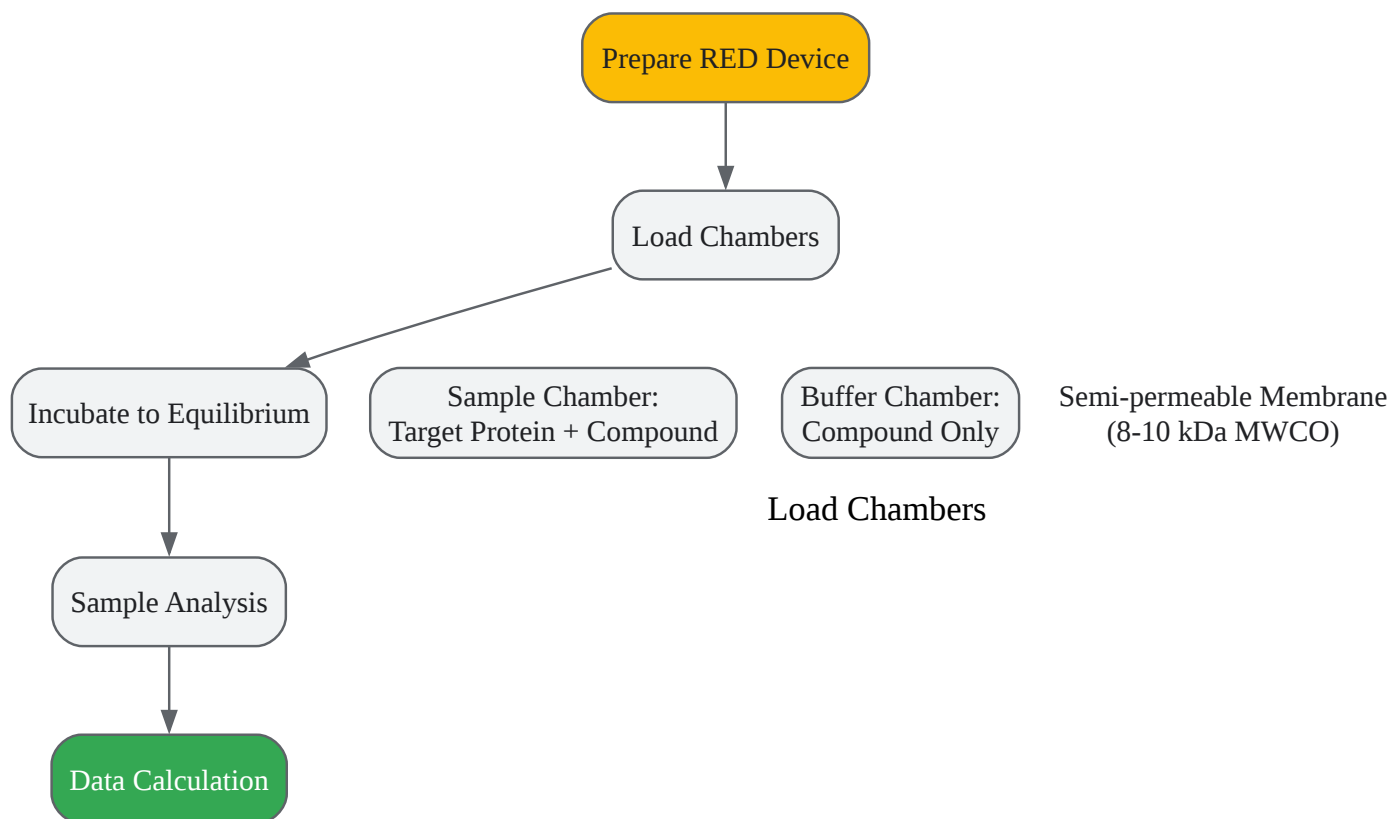 Prepare RED Device
Load Chambers
Incubate to Equilibrium
Sample Chamber:
Target Protein + Compound
Buffer Chamber:
Compound Only
Semi-permeable Membrane
(8-10 kDa MWCO)
Load Chambers
Sample Analysis
Data Calculation